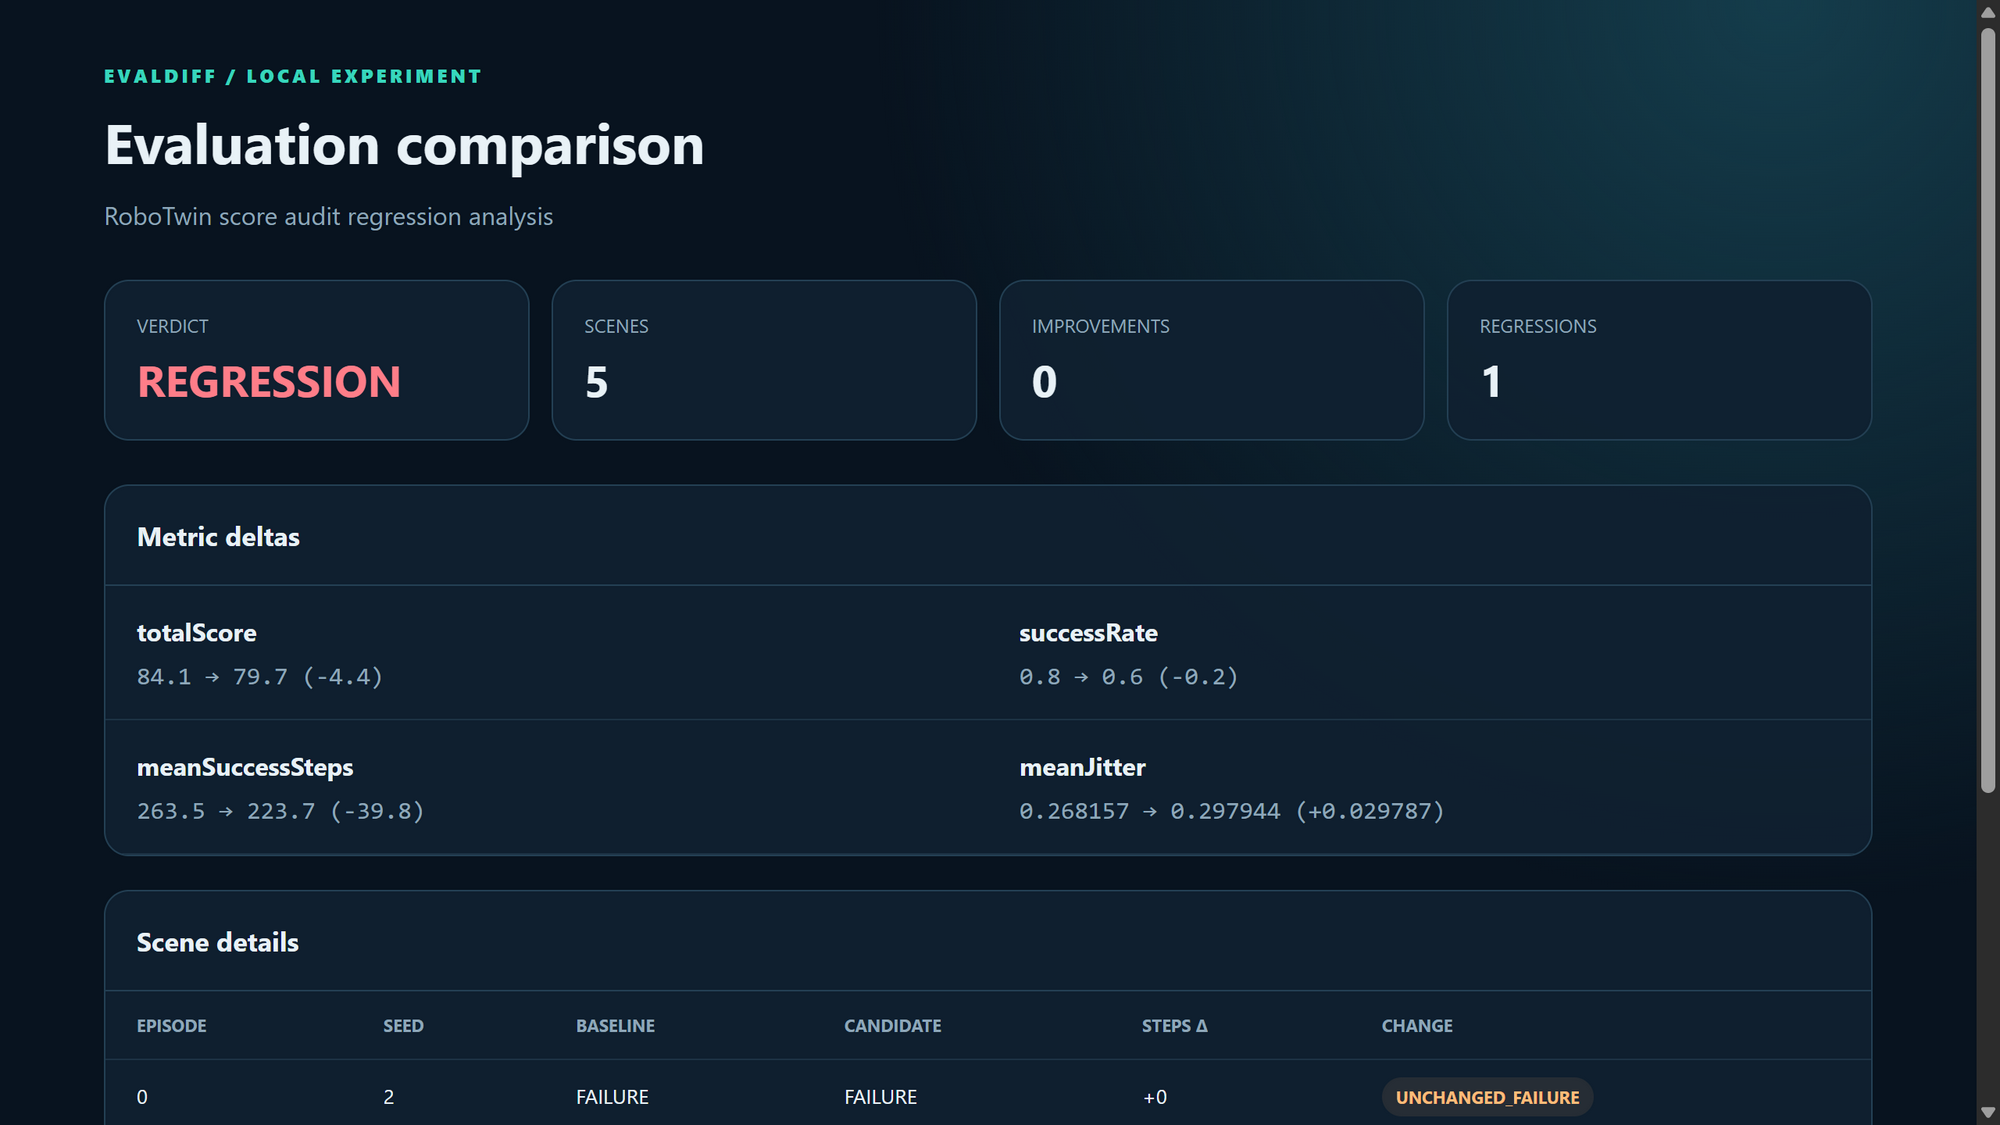 EVALDIFF / LOCAL EXPERIMENT
Evaluation comparison
RoboTwin score audit regression analysis
VERDICT
REGRESSION
SCENES
5
IMPROVEMENTS
0
REGRESSIONS
1
Metric deltas
totalScore
84.1 → 79.7 (-4.4)
successRate
0.8 → 0.6 (-0.2)
meanSuccessSteps
263.5 → 223.7 (-39.8)
meanJitter
0.268157 → 0.297944 (+0.029787)
Scene details
EPISODE SEED BASELINE CANDIDATE STEPS Δ CHANGE
0 2 FAILURE FAILURE +0 UNCHANGED_FAILURE